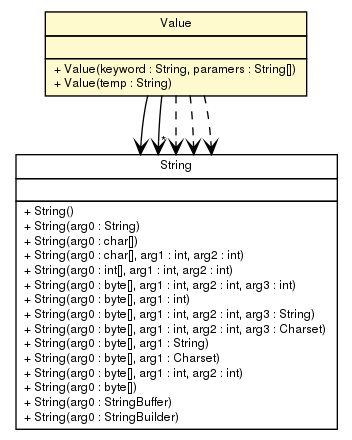 Value
+ Value(keyword : String, paramers : String[])
+ Value(temp : String)
*
String
+ String()
+ String(arg0 : String)
+ String(arg0 : char[])
+ String(arg0 : char[], arg1 : int, arg2 : int)
+ String(arg0 : int[], arg1 : int, arg2 : int)
+ String(arg0 : byte[], arg1 : int, arg2 : int, arg3 : int)
+ String(arg0 : byte[], arg1 : int)
+ String(arg0 : byte[], arg1 : int, arg2 : int, arg3 : String)
+ String(arg0 : byte[], arg1 : int, arg2 : int, arg3 : Charset)
+ String(arg0 : byte[], arg1 : String)
+ String(arg0 : byte[], arg1 : Charset)
+ String(arg0 : byte[], arg1 : int, arg2 : int)
+ String(arg0 : byte[])
+ String(arg0 : StringBuffer)
+ String(arg0 : StringBuilder)